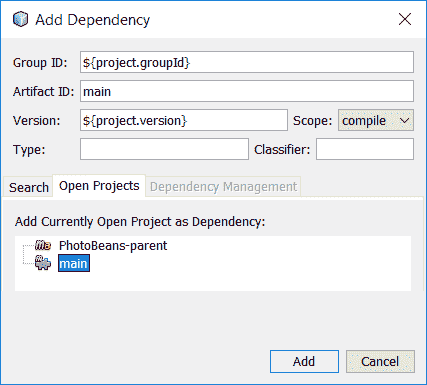 Add Dependency
Group ID: ${project.groupId}
Artifact ID: main
Version: ${project.version} Scope: compile
Type: Classifier:
Search Open Projects Dependency Management
Add Currently Open Project as Dependency:
PhotoBeans-parent
main
Add Cancel